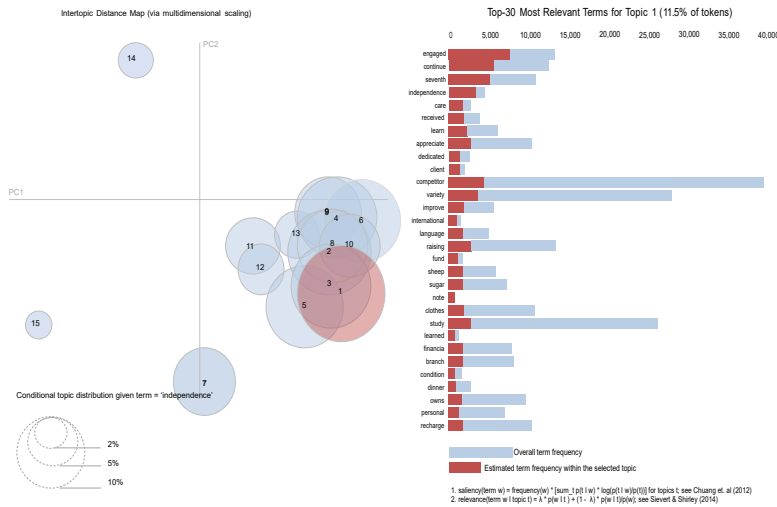 Intertopic Distance Map (via multidimensional scaling)
PC2
PC1
14
9
4
6
13
11
8
10
2
12
3
1
5
15
7
Conditional topic distribution given term = 'independence'
2%
5%
10%
Top-30 Most Relevant Terms for Topic 1 (11.5% of tokens)
0 5,000 10,000 15,000 20,000 25,000 30,000 35,000 40,000
engaged
continue
seventh
independence
care
received
learn
appreciate
dedicated
client
competitor
variety
improve
international
language
raising
fund
sheep
sugar
note
clothes
study
learned
financia
branch
condition
dinner
owns
personal
recharge
Overall term frequency
Estimated term frequency within the selected topic
1. saliency(term w) = frequency(w) * [sum_t p(t I w) * log(p(t I w)/p(t))] for topics t; see Chuang et. al (2012)
2. relevance(term w I topic t) = λ * p(w I t ) + (1 - λ) * p(w I t)/p(w); see Sievert & Shirley (2014)